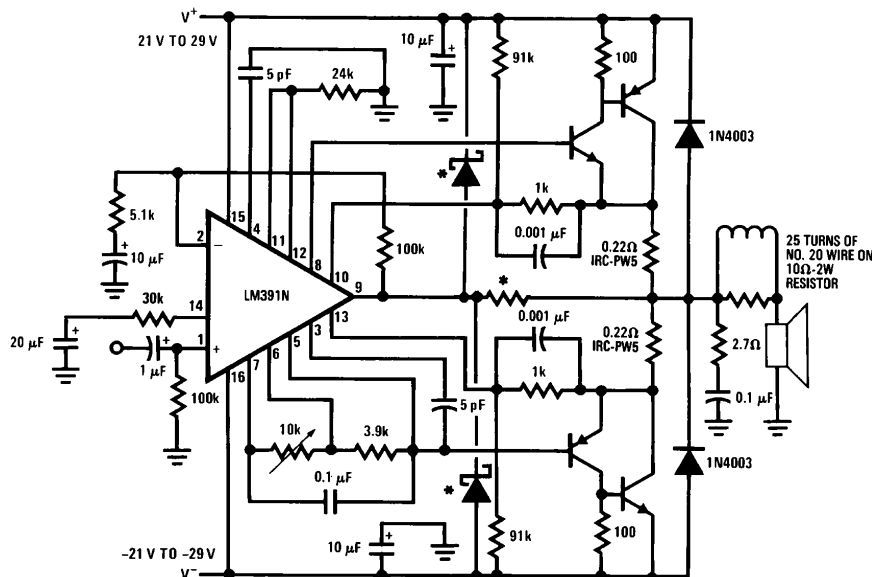 V+
21 V TO 29 V
5 pF
24k
10 µF
+
91k
100
1N4003
*
5.1k
+
10 µF
2
−
15
4
11
12
8
10
9
100k
1k
0.001 µF
0.22Ω
IRC-PW5
25 TURNS OF
NO. 20 WIRE ON
10Ω-2W
RESISTOR
LM391N
*
30k
14
20 µF
+
1 µF
+
1
+
100k
16
7
6
5
3
13
0.001 µF
0.22Ω
IRC-PW5
2.7Ω
0.1 µF
1k
5 pF
10k
3.9k
0.1 µF
*
1N4003
−21 V TO −29 V
V−
10 µF
+
91k
100